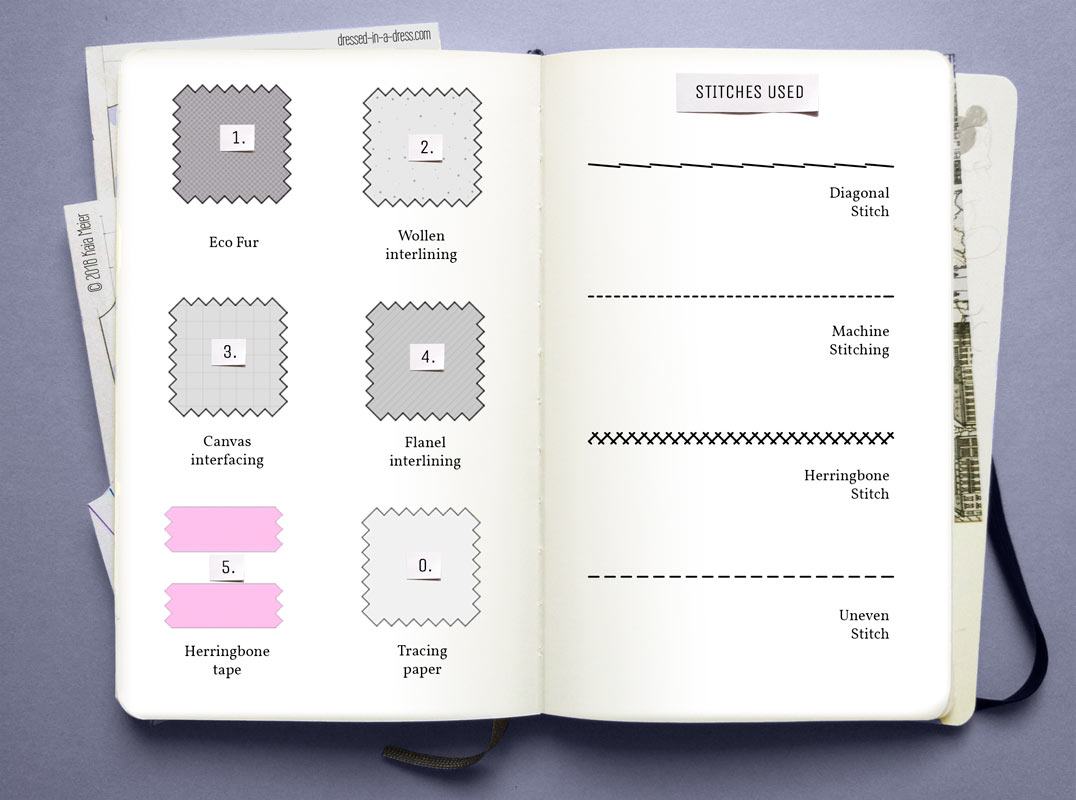 dressed-in-a-dress.com
© 2018 Kaia Meier
1.
Eco Fur
2.
Wollen
interlining
3.
Canvas
interfacing
4.
Flanel
interlining
5.
Herringbone
tape
0.
Tracing
paper
STITCHES USED
Diagonal
Stitch
Machine
Stitching
Herringbone
Stitch
Uneven
Stitch